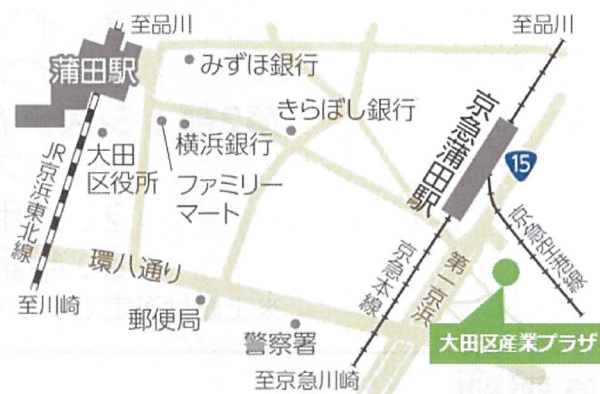 至品川
至品川
蒲田駅
みずほ銀行
きらぼし銀行
横浜銀行
大田
区役所
ファミリー
マート
京急蒲田駅
15
JR京浜東北線
京急空港線
環八通り
京急本線
第一京浜
至川崎
郵便局
警察署
大田区産業プラザ
至京急川崎